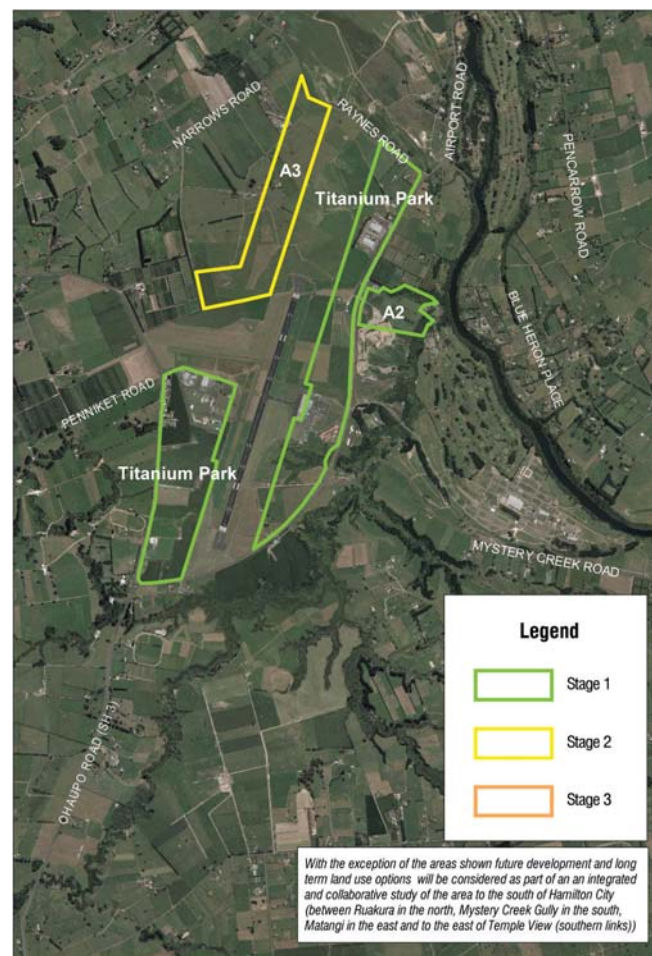 NARROWS ROAD
RAYNES ROAD
AIRPORT ROAD
PENCARROW ROAD
A3
Titanium Park
A2
BLUE HERON PLACE
PENNIKET ROAD
Titanium Park
MYSTERY CREEK ROAD
OHAUPO ROAD (SH 3)
Legend
Stage 1
Stage 2
Stage 3
With the exception of the areas shown future development and long
term land use options will be considered as part of an an integrated
and collaborative study of the area to the south of Hamilton City
(between Ruakura in the north, Mystery Creek Gully in the south,
Matangi in the east and to the east of Temple View (southern links))